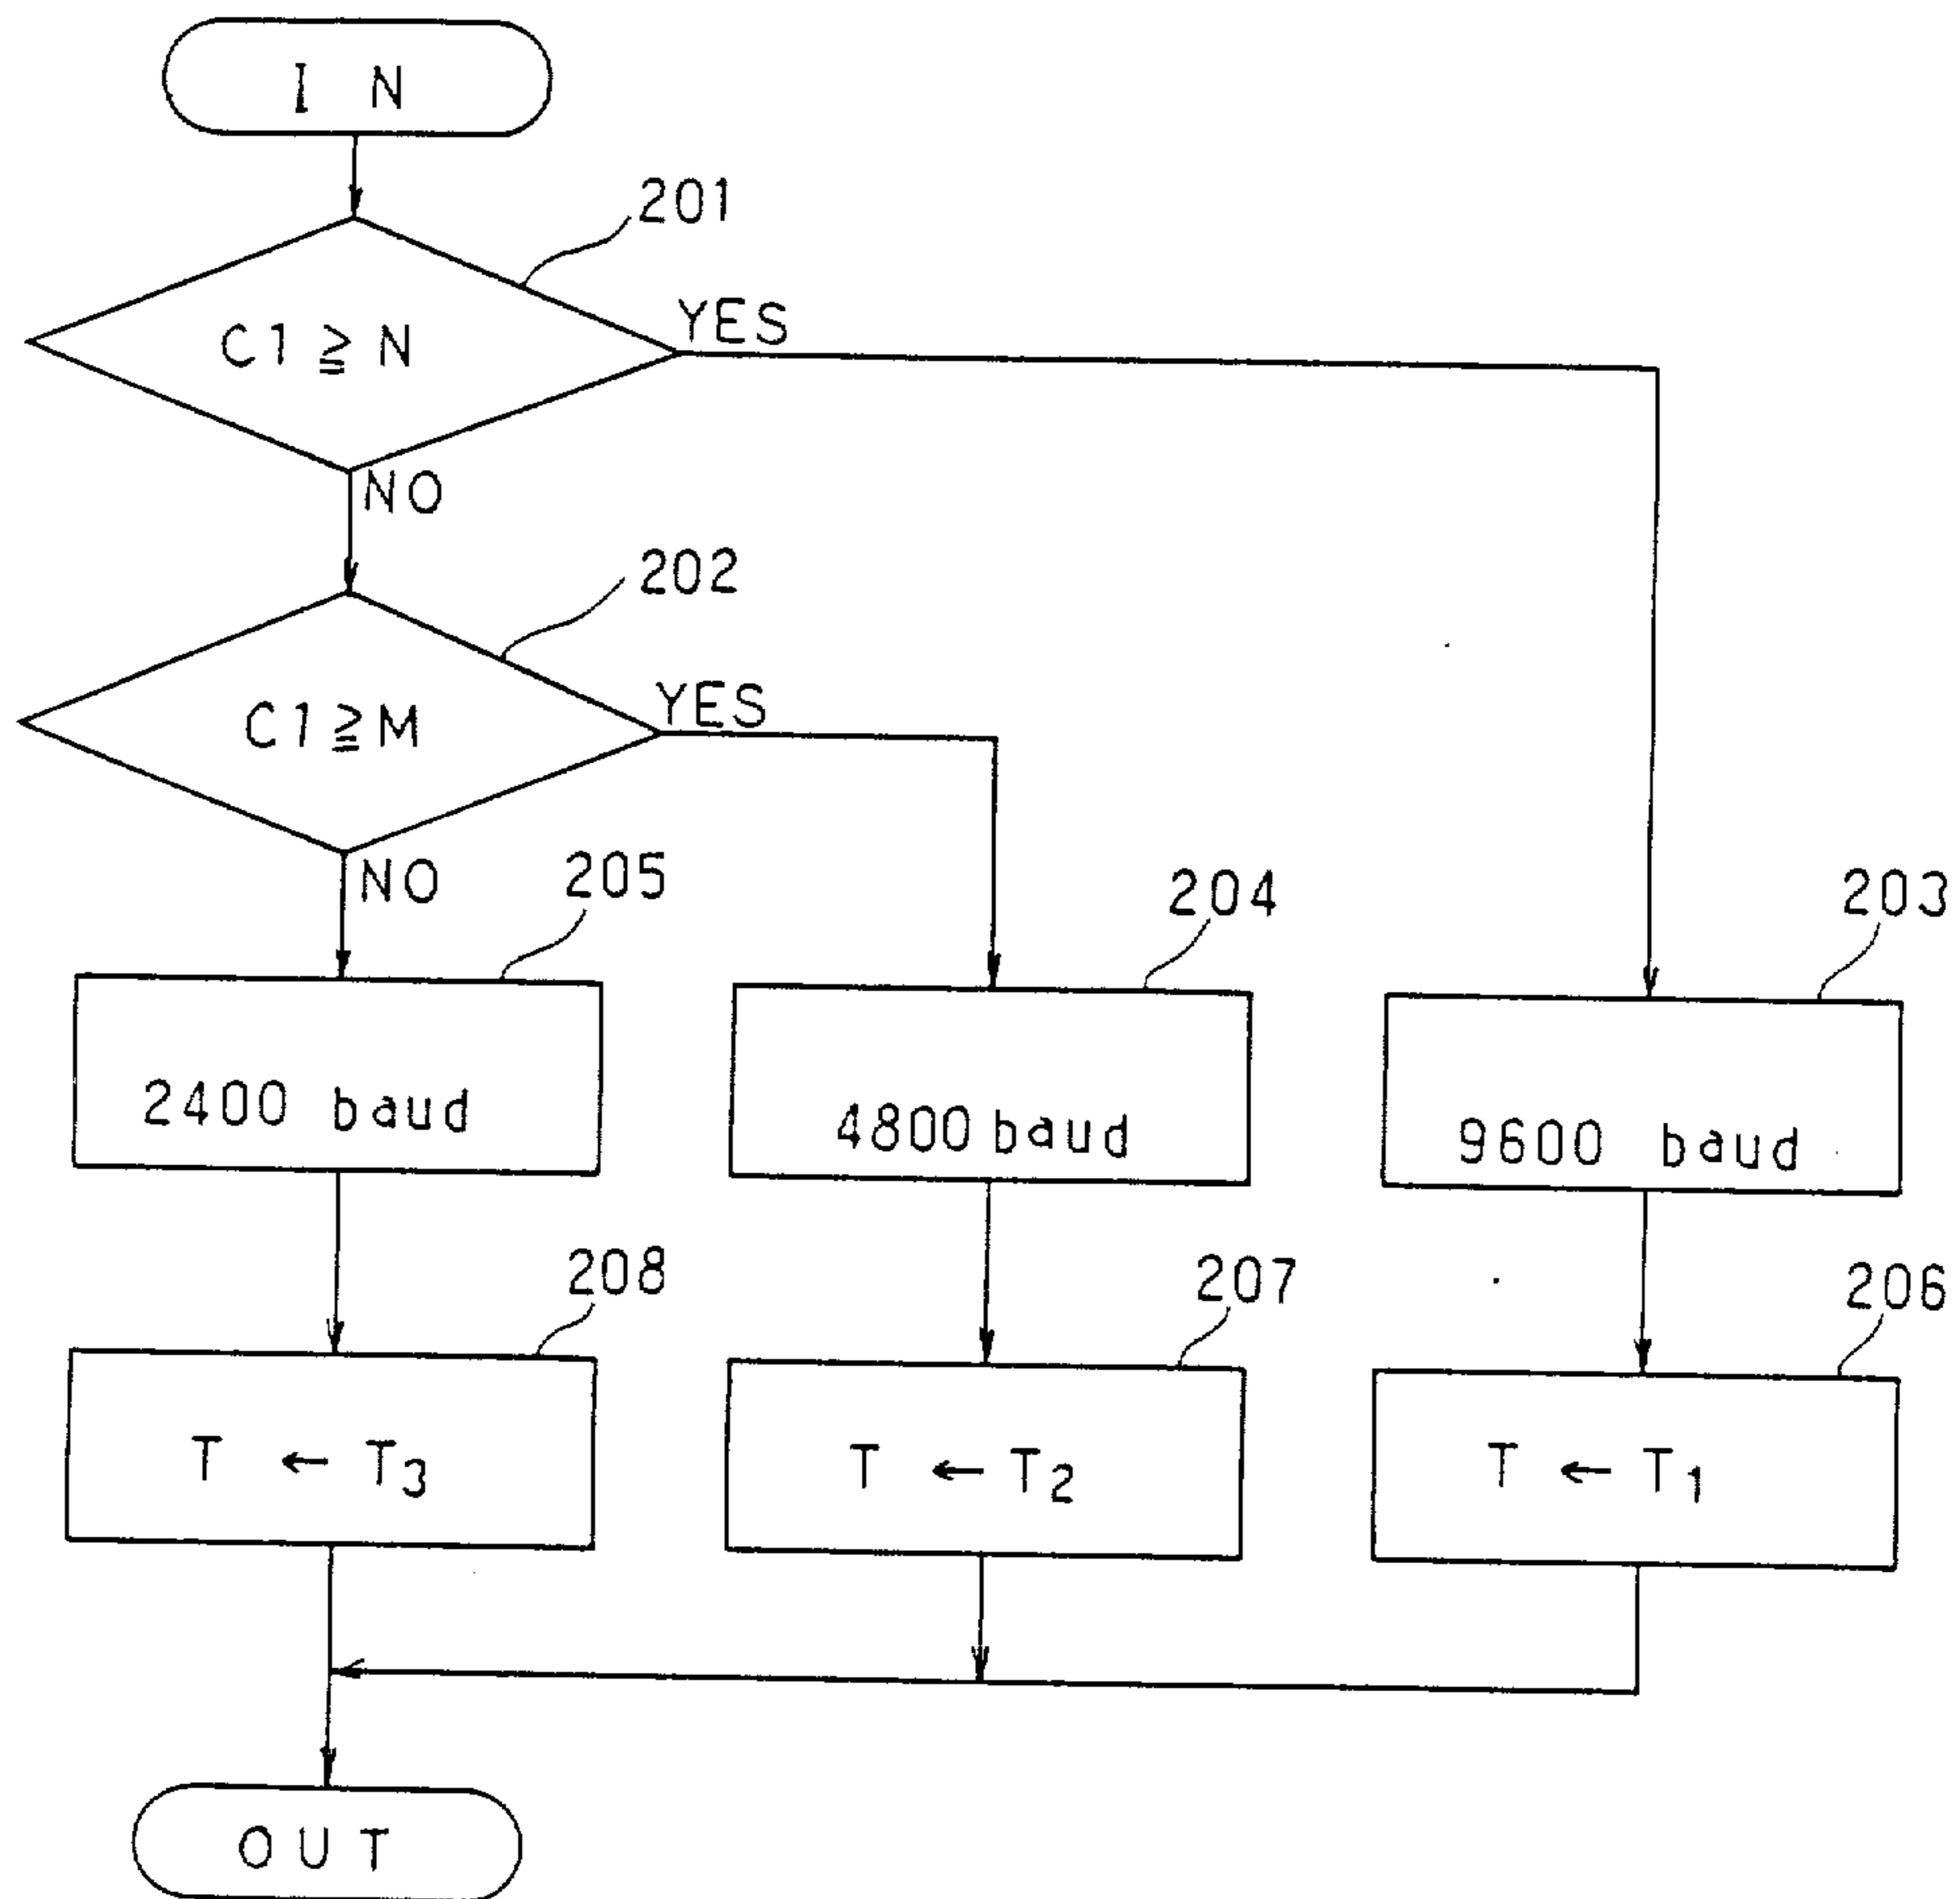 I N
201
C1 ≧ N
YES
NO
202
C1≧M
YES
NO
205
204
203
2400 baud
4800 baud
9600 baud
208
207
206
T ← T3
T ← T2
T ← T1
OUT